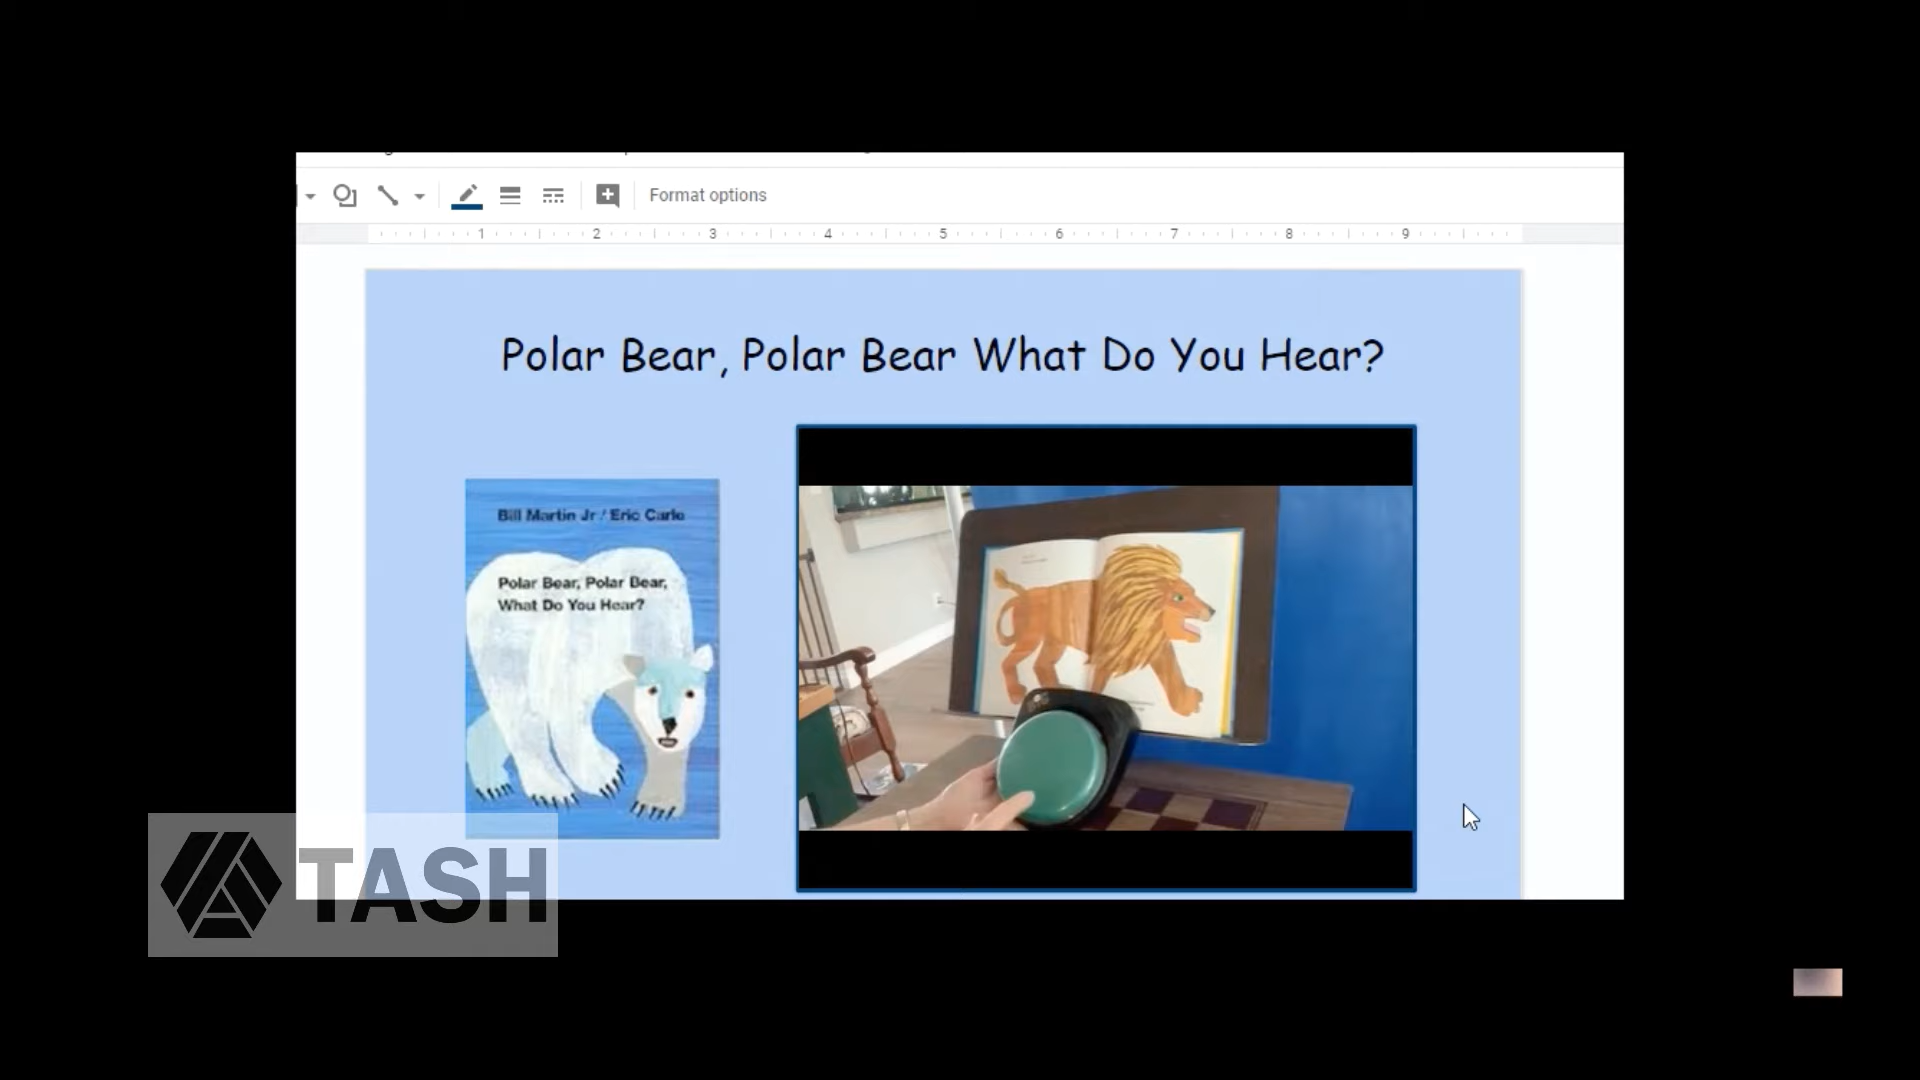 Format options
1 2 3 4 5 6 7 8 9
Polar Bear, Polar Bear What Do You Hear?
Bill Martin Jr / Eric Carle
Polar Bear, Polar Bear,
What Do You Hear?
TASH